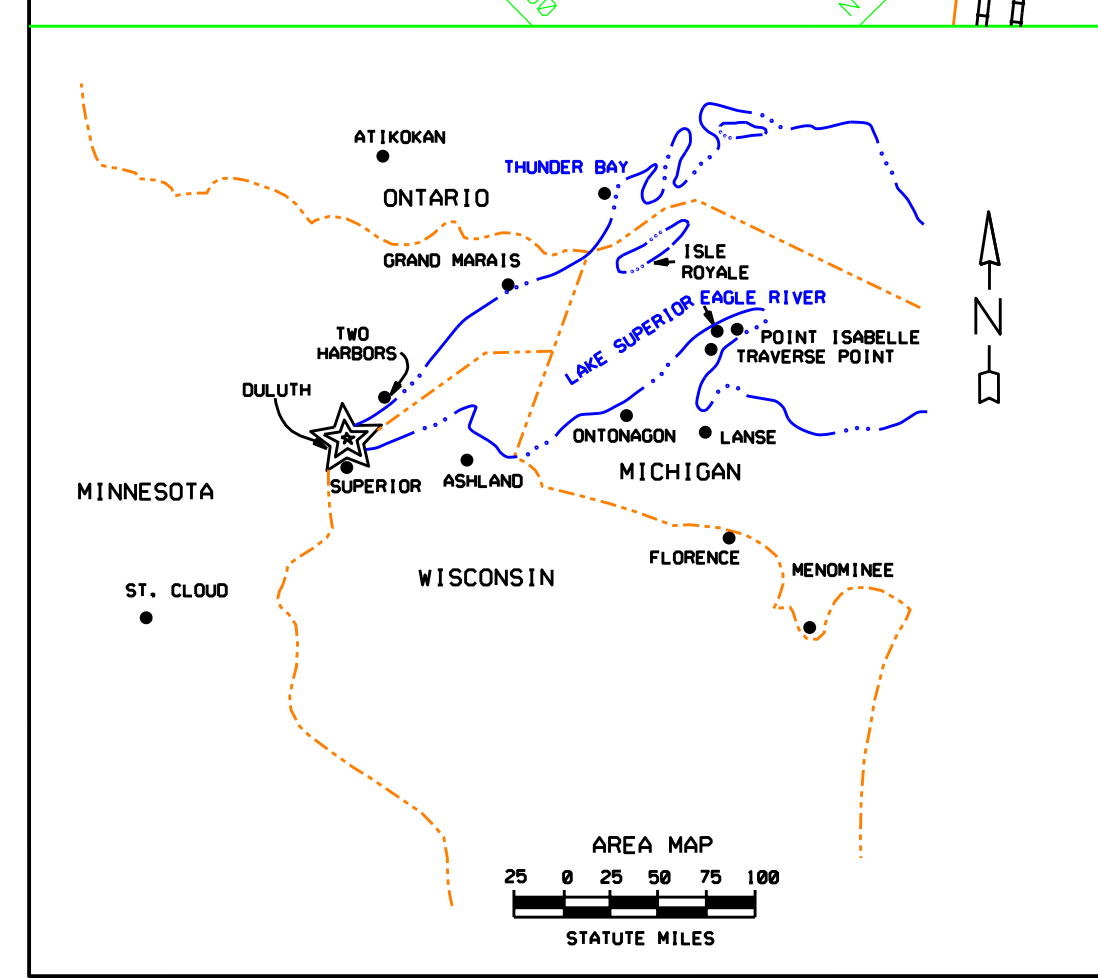 ATIKOKAN
THUNDER BAY
ONTARIO
GRAND MARAIS
ISLE
ROYALE
LAKE SUPERIOR
EAGLE RIVER
TWO
HARBORS
POINT ISABELLE
TRAVERSE POINT
DULUTH
N
ONTONAGON
LANSE
SUPERIOR
ASHLAND
MICHIGAN
MINNESOTA
FLORENCE
MENOMINEE
WISCONSIN
ST. CLOUD
AREA MAP
25 0 25 50 75 100
STATUTE MILES